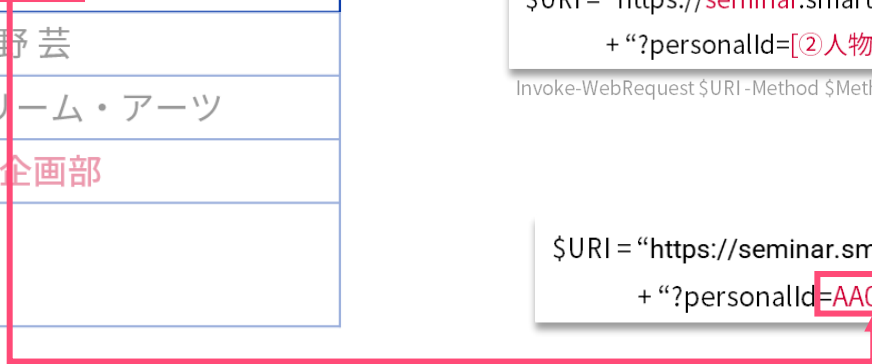 野 芸
リーム・アーツ
企画部
$URI = “https://seminar.smart
+ “?personalId=[②人物
Invoke-WebRequest $URI -Method $Meth
$URI = “https://seminar.sm
+ “?personalId=AA0